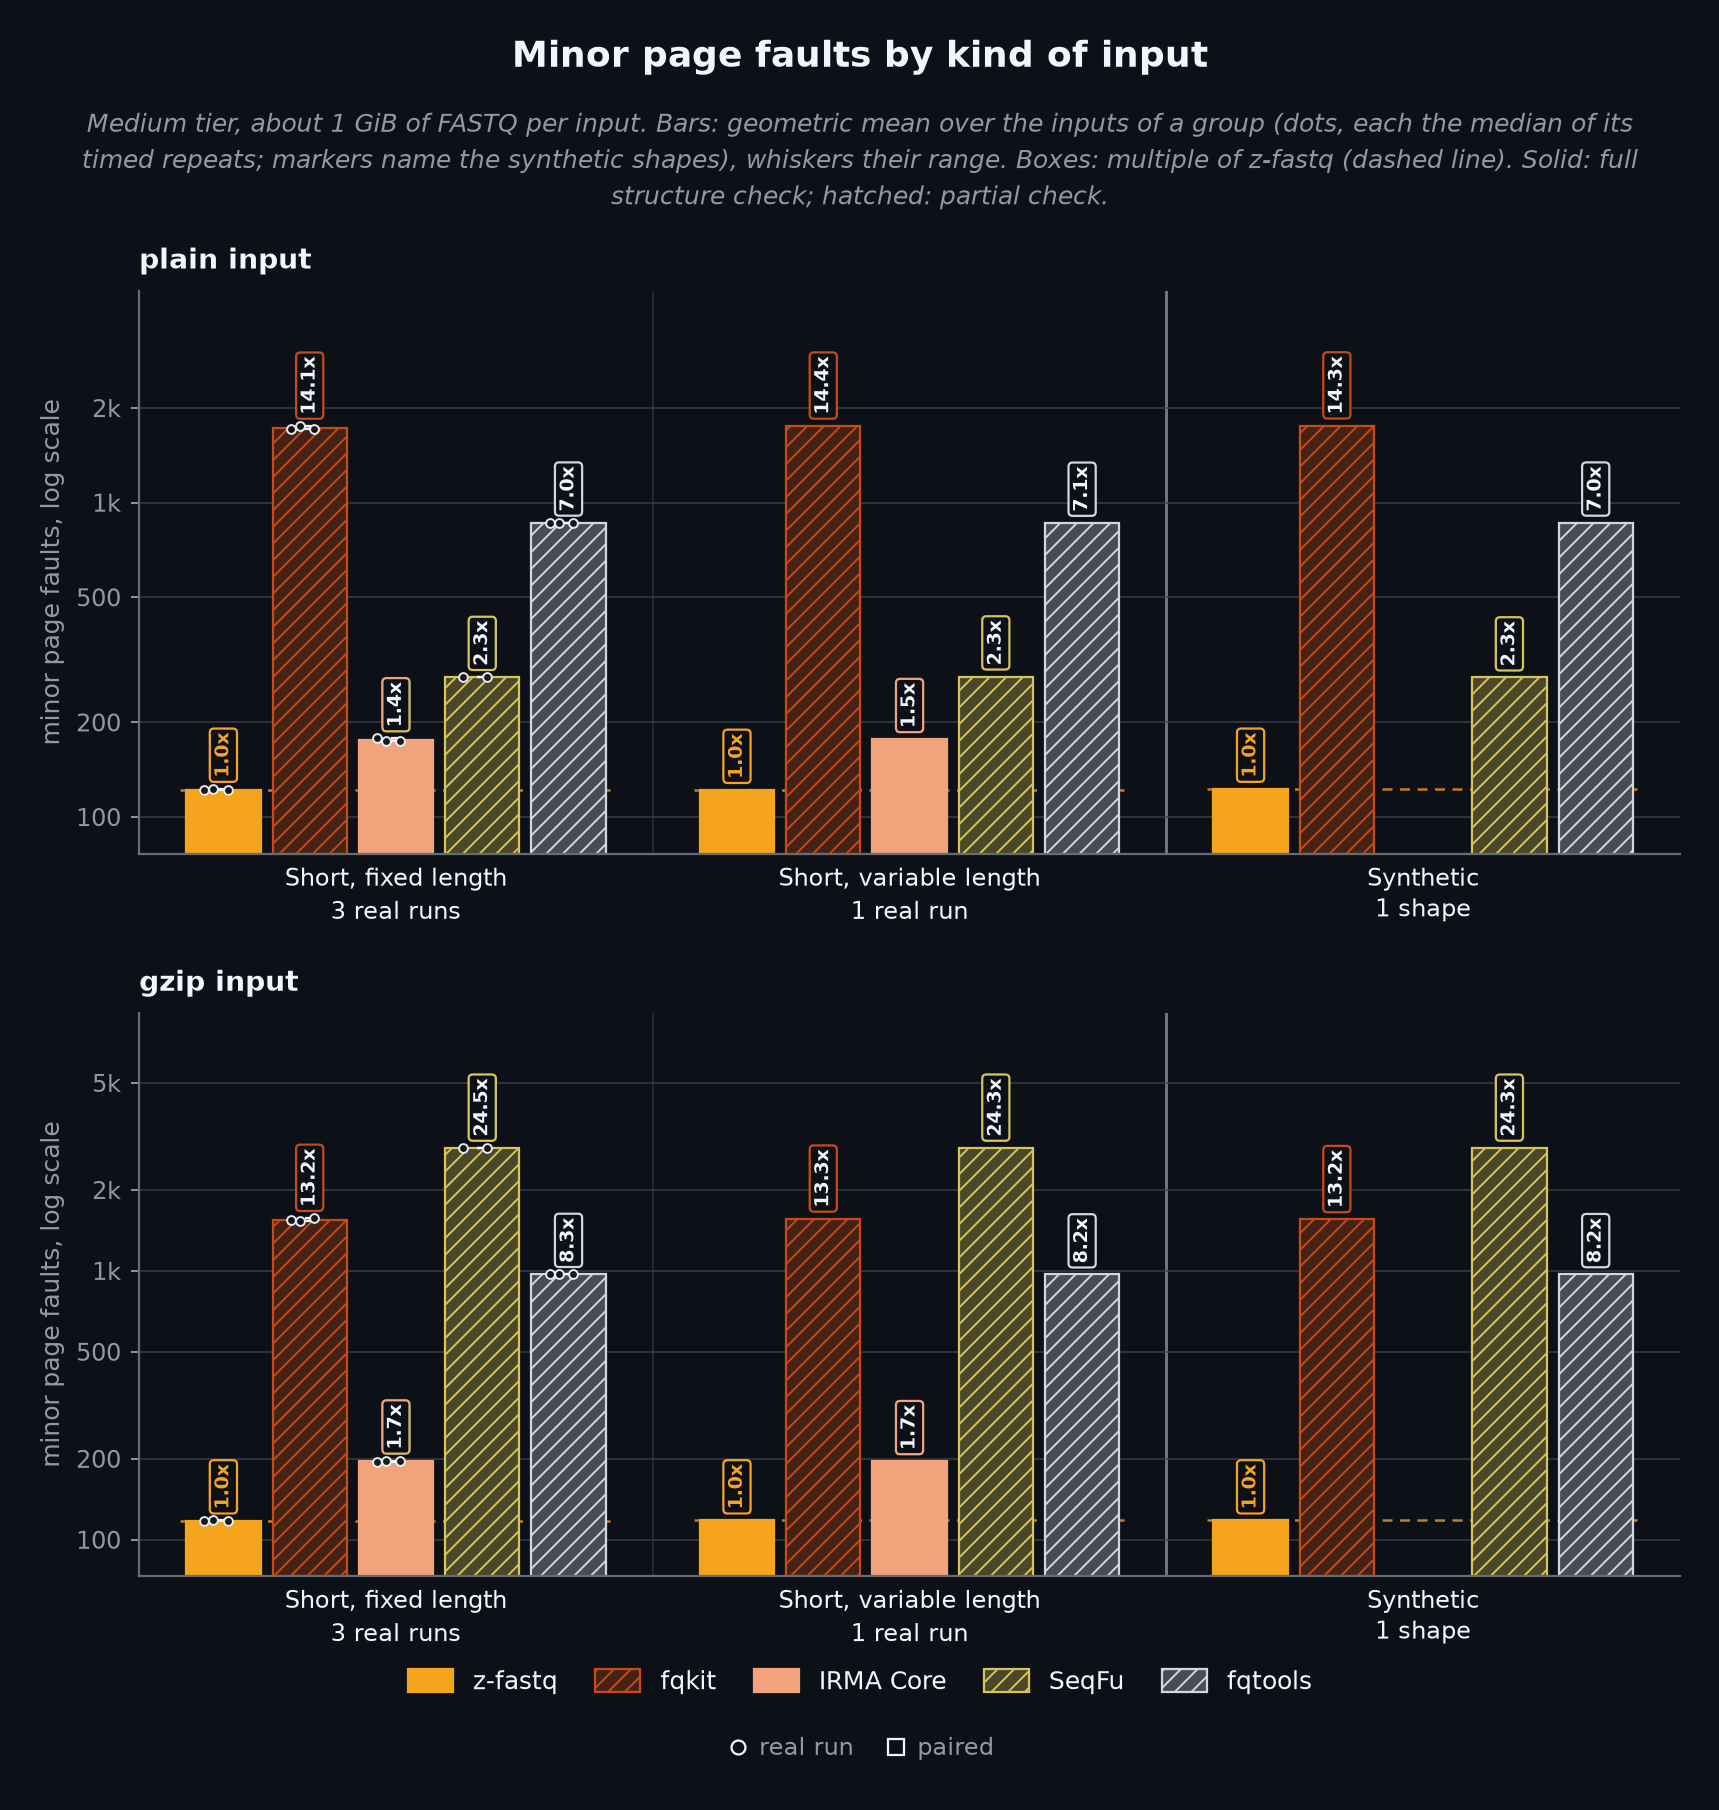 Minor page faults by kind of input
Medium tier, about 1 GiB of FASTQ per input. Bars: geometric mean over the inputs of a group (dots, each the median of its
timed repeats; markers name the synthetic shapes), whiskers their range. Boxes: multiple of z-fastq (dashed line). Solid: full
structure check; hatched: partial check.
plain input
minor page faults, log scale
2k
1k
500
200
100
1.0x
14.1x
1.4x
2.3x
7.0x
1.0x
14.4x
1.5x
2.3x
7.1x
1.0x
14.3x
2.3x
7.0x
Short, fixed length
3 real runs
Short, variable length
1 real run
Synthetic
1 shape
gzip input
minor page faults, log scale
5k
2k
1k
500
200
100
1.0x
13.2x
1.7x
24.5x
8.3x
1.0x
13.3x
1.7x
24.3x
8.2x
1.0x
13.2x
24.3x
8.2x
Short, fixed length
3 real runs
Short, variable length
1 real run
Synthetic
1 shape
z-fastq
fqkit
IRMA Core
SeqFu
fqtools
real run
paired